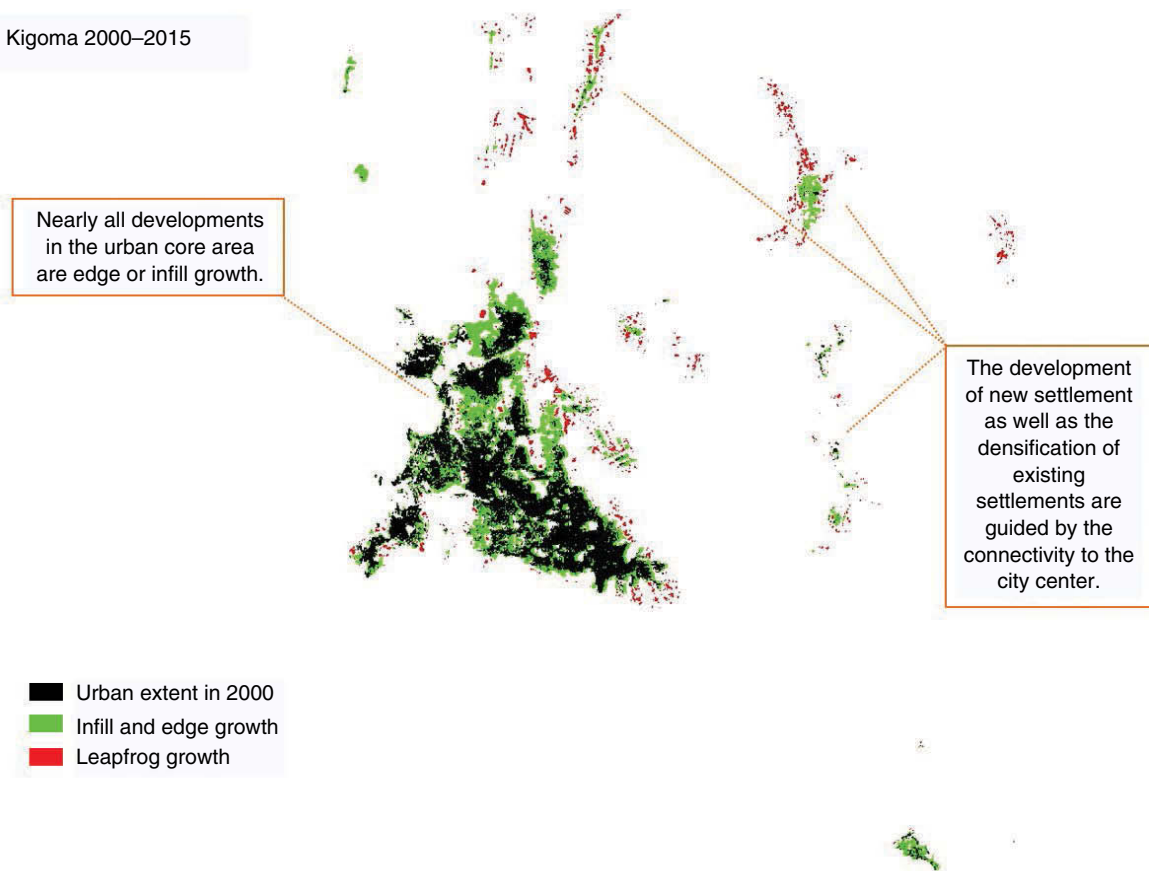 Kigoma 2000–2015
Nearly all developments
in the urban core area
are edge or infill growth.
The development
of new settlement
as well as the
densification of
existing
settlements are
guided by the
connectivity to the
city center.
Urban extent in 2000
Infill and edge growth
Leapfrog growth